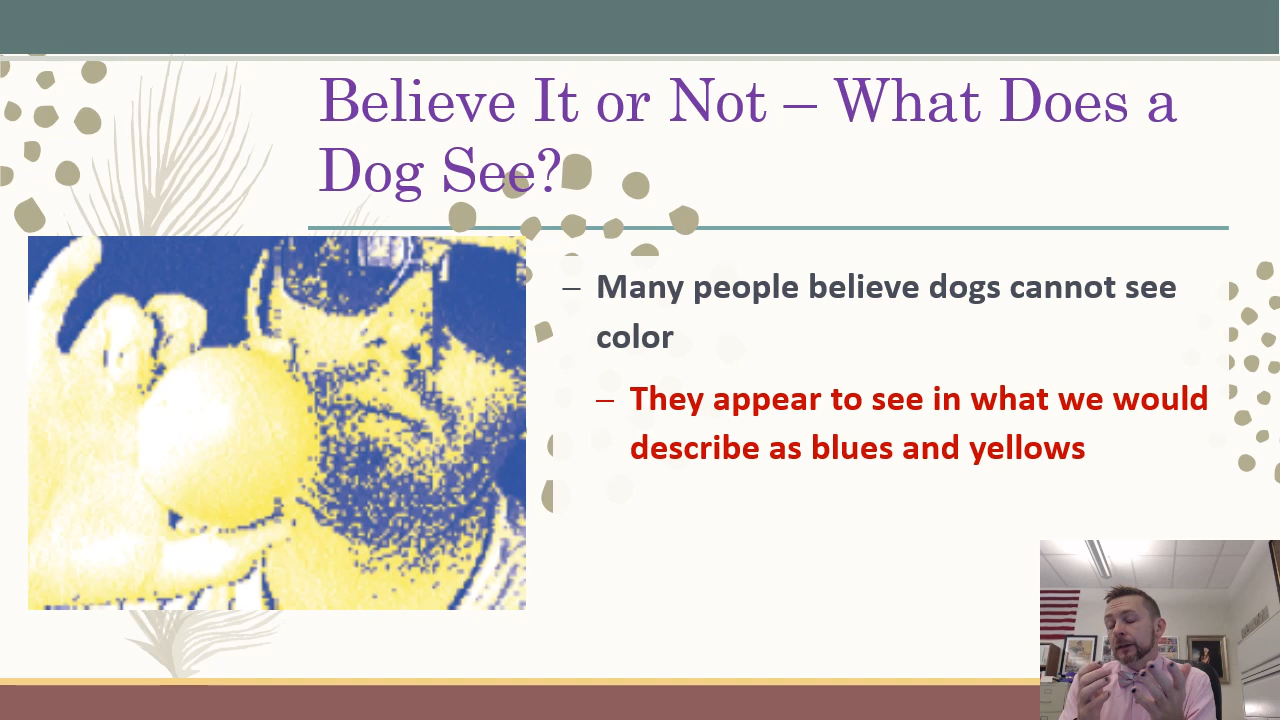 Believe It or Not – What Does a
Dog See?
– Many people believe dogs cannot see
color
– They appear to see in what we would
describe as blues and yellows